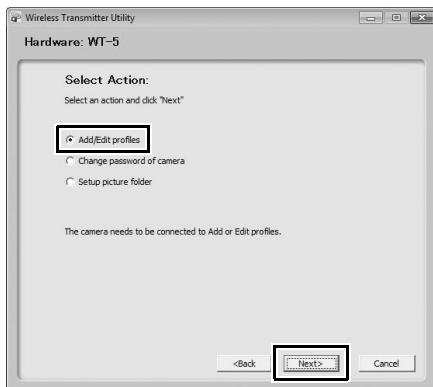 Wireless Transmitter Utility
Hardware: WT-5
Select Action:
Select an action and click "Next"
Add/Edit profiles
Change password of camera
Setup picture folder
The camera needs to be connected to Add or Edit profiles.
<Back Next> Cancel